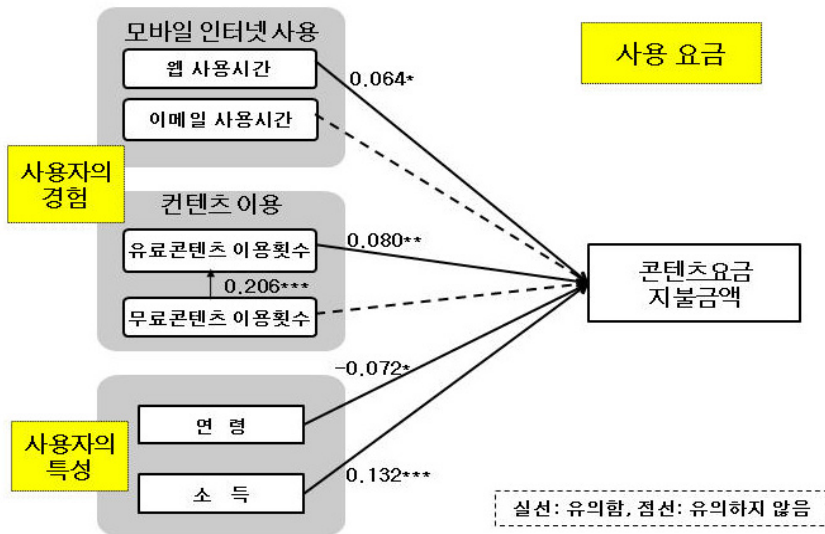 모바일 인터넷 사용
웹 사용시간
이메일 사용시간
사용 요금
0.064*
사용자의
경험
컨텐츠 이용
유료콘텐츠 이용횟수
0.080**
0.206***
무료콘텐츠 이용횟수
콘텐츠요금
지불금액
-0.072*
연 령
사용자의
특성
소 득
0.132***
실선: 유의함, 점선: 유의하지 않음